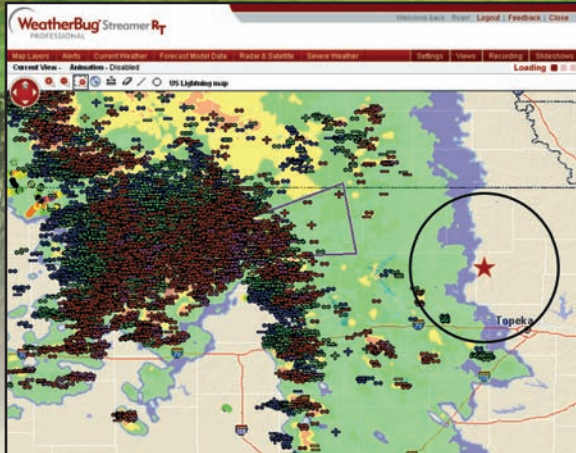 WeatherBug Streamer RT
PROFESSIONAL
Welcome back Ryan! Logout | Feedback | Close
Map Layers Alerts Current Weather Forecast Model Data Radar & Satellite Severe Weather Settings Views Recording Slideshows
Current View - Animation - Disabled
Loading
US Lightning map
Topeka